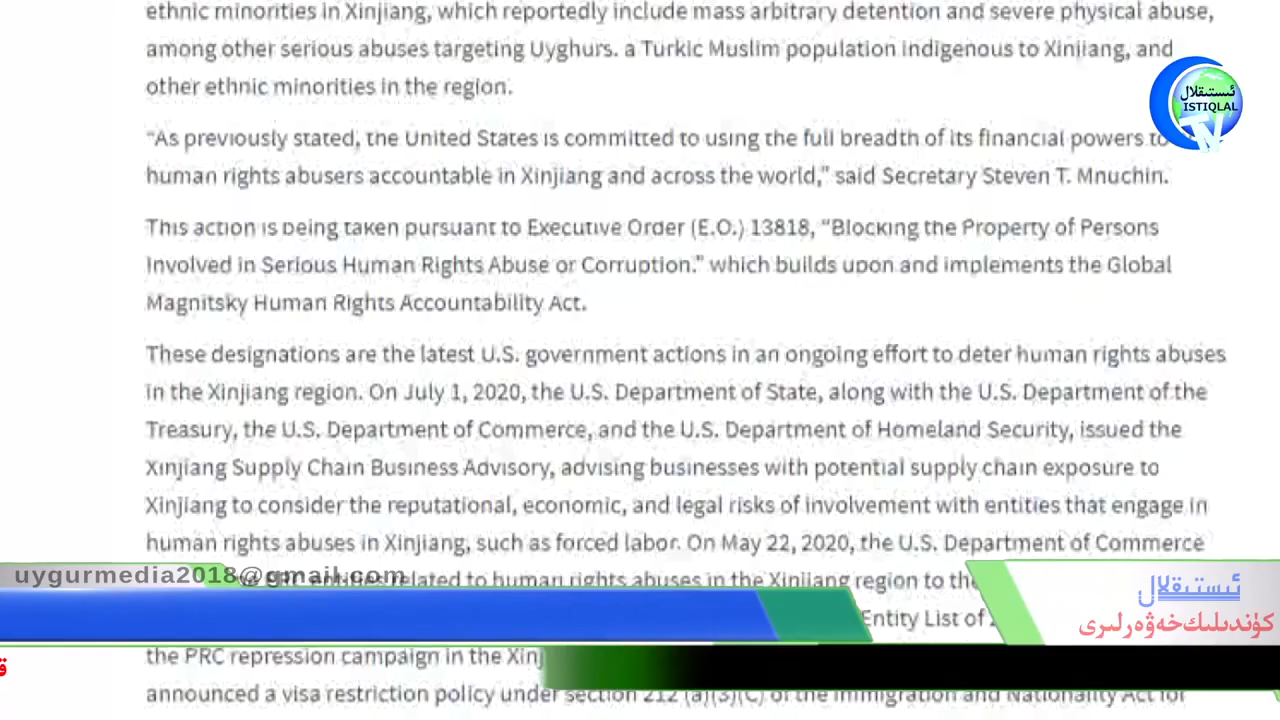 ethnic minorities in Xinjiang, which reportedly include mass arbitrary detention and severe physical abuse,
among other serious abuses targeting Uyghurs. a Turkic Muslim population indigenous to Xinjiang, and
other ethnic minorities in the region.
ئىستىقلال
ISTIQLAL
TV
“As previously stated, the United States is committed to using the full breadth of its financial powers to
human rights abusers accountable in Xinjiang and across the world,” said Secretary Steven T. Mnuchin.
This action is being taken pursuant to Executive Order (E.O.) 13818, “Blocking the Property of Persons
Involved in Serious Human Rights Abuse or Corruption.” which builds upon and implements the Global
Magnitsky Human Rights Accountability Act.
These designations are the latest U.S. government actions in an ongoing effort to deter human rights abuses
in the Xinjiang region. On July 1, 2020, the U.S. Department of State, along with the U.S. Department of the
Treasury, the U.S. Department of Commerce, and the U.S. Department of Homeland Security, issued the
Xinjiang Supply Chain Business Advisory, advising businesses with potential supply chain exposure to
Xinjiang to consider the reputational, economic, and legal risks of involvement with entities that engage in
human rights abuses in Xinjiang, such as forced labor. On May 22, 2020, the U.S. Department of Commerce
uygurmedia2018@gmail.com
entities related to human rights abuses in the Xinjiang region to the
ئىستىقلال
Entity List of
كۈندىلىك خەۋەرلىرى
the PRC repression campaign in the Xinj
announced a visa restriction policy under section 212 (a)(3)(C) of the Immigration and Nationality Act for